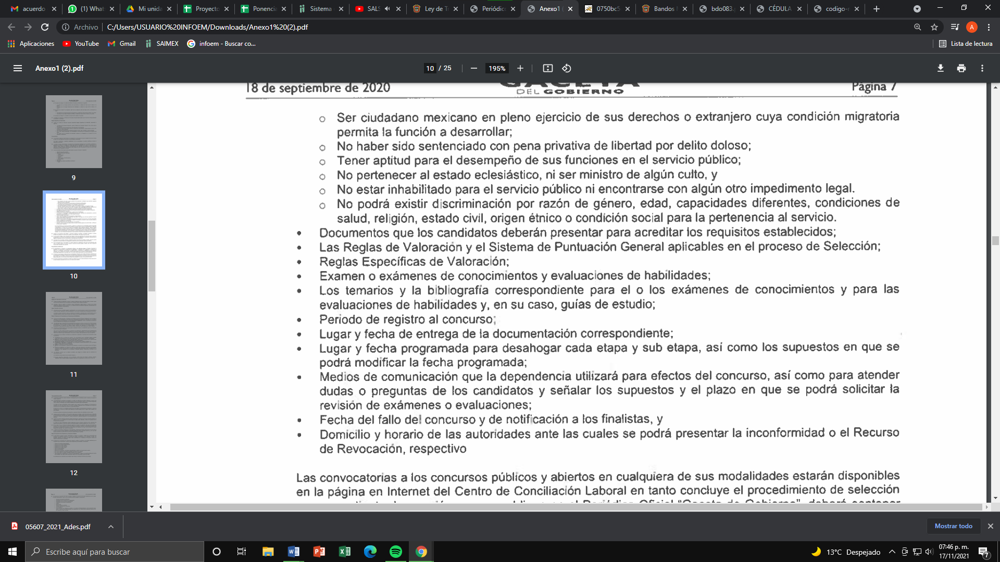 acuerdo
(1) What
Mi unida
Proyecto
Ponencia
Sistema
SALS
Ley de T
Periódic
Anexo1
0750bc5
Bandos
bdo083.
CÉDULA
codigo-
Archivo C:/Users/USUARIO%20INFOEM/Downloads/Anexo1%20(2).pdf
A
Aplicaciones YouTube Gmail SAIMEX infoem - Buscar co... Lista de lectura
Anexo1 (2).pdf 10 / 25 195%
9
10
11
12
18 de septiembre de 2020 GACETA Página 7
DEL GOBIERNO
Ser ciudadano mexicano en pleno ejercicio de sus derechos o extranjero cuya condición migratoria
permita la función a desarrollar;
No haber sido sentenciado con pena privativa de libertad por delito doloso;
Tener aptitud para el desempeño de sus funciones en el servicio público;
No pertenecer al estado eclesiástico, ni ser ministro de algún culto, y
No estar inhabilitado para el servicio público ni encontrarse con algún otro impedimento legal.
No podrá existir discriminación por razón de género, edad, capacidades diferentes, condiciones de
salud, religión, estado civil, origen étnico o condición social para la pertenencia al servicio.
Documentos que los candidatos deberán presentar para acreditar los requisitos establecidos;
Las Reglas de Valoración y el Sistema de Puntuación General aplicables en el proceso de Selección;
Reglas Específicas de Valoración;
Examen o exámenes de conocimientos y evaluaciones de habilidades;
Los temarios y la bibliografía correspondiente para el o los exámenes de conocimientos y para las
evaluaciones de habilidades y, en su caso, guías de estudio;
Periodo de registro al concurso;
Lugar y fecha de entrega de la documentación correspondiente;
Lugar y fecha programada para desahogar cada etapa y sub etapa, así como los supuestos en que se
podrá modificar la fecha programada;
Medios de comunicación que la dependencia utilizará para efectos del concurso, así como para atender
dudas o preguntas de los candidatos y señalar los supuestos y el plazo en que se podrá solicitar la
revisión de exámenes o evaluaciones;
Fecha del fallo del concurso y de notificación a los finalistas, y
Domicilio y horario de las autoridades ante las cuales se podrá presentar la inconformidad o el Recurso
de Revocación, respectivo
Las convocatorias a los concursos públicos y abiertos en cualquiera de sus modalidades estarán disponibles
en la página en Internet del Centro de Conciliación Laboral en tanto concluye el procedimiento de selección
05607_2021_Ades.pdf
Mostrar todo
Escribe aquí para buscar
13°C Despejado
07:46 p. m.
17/11/2021
7